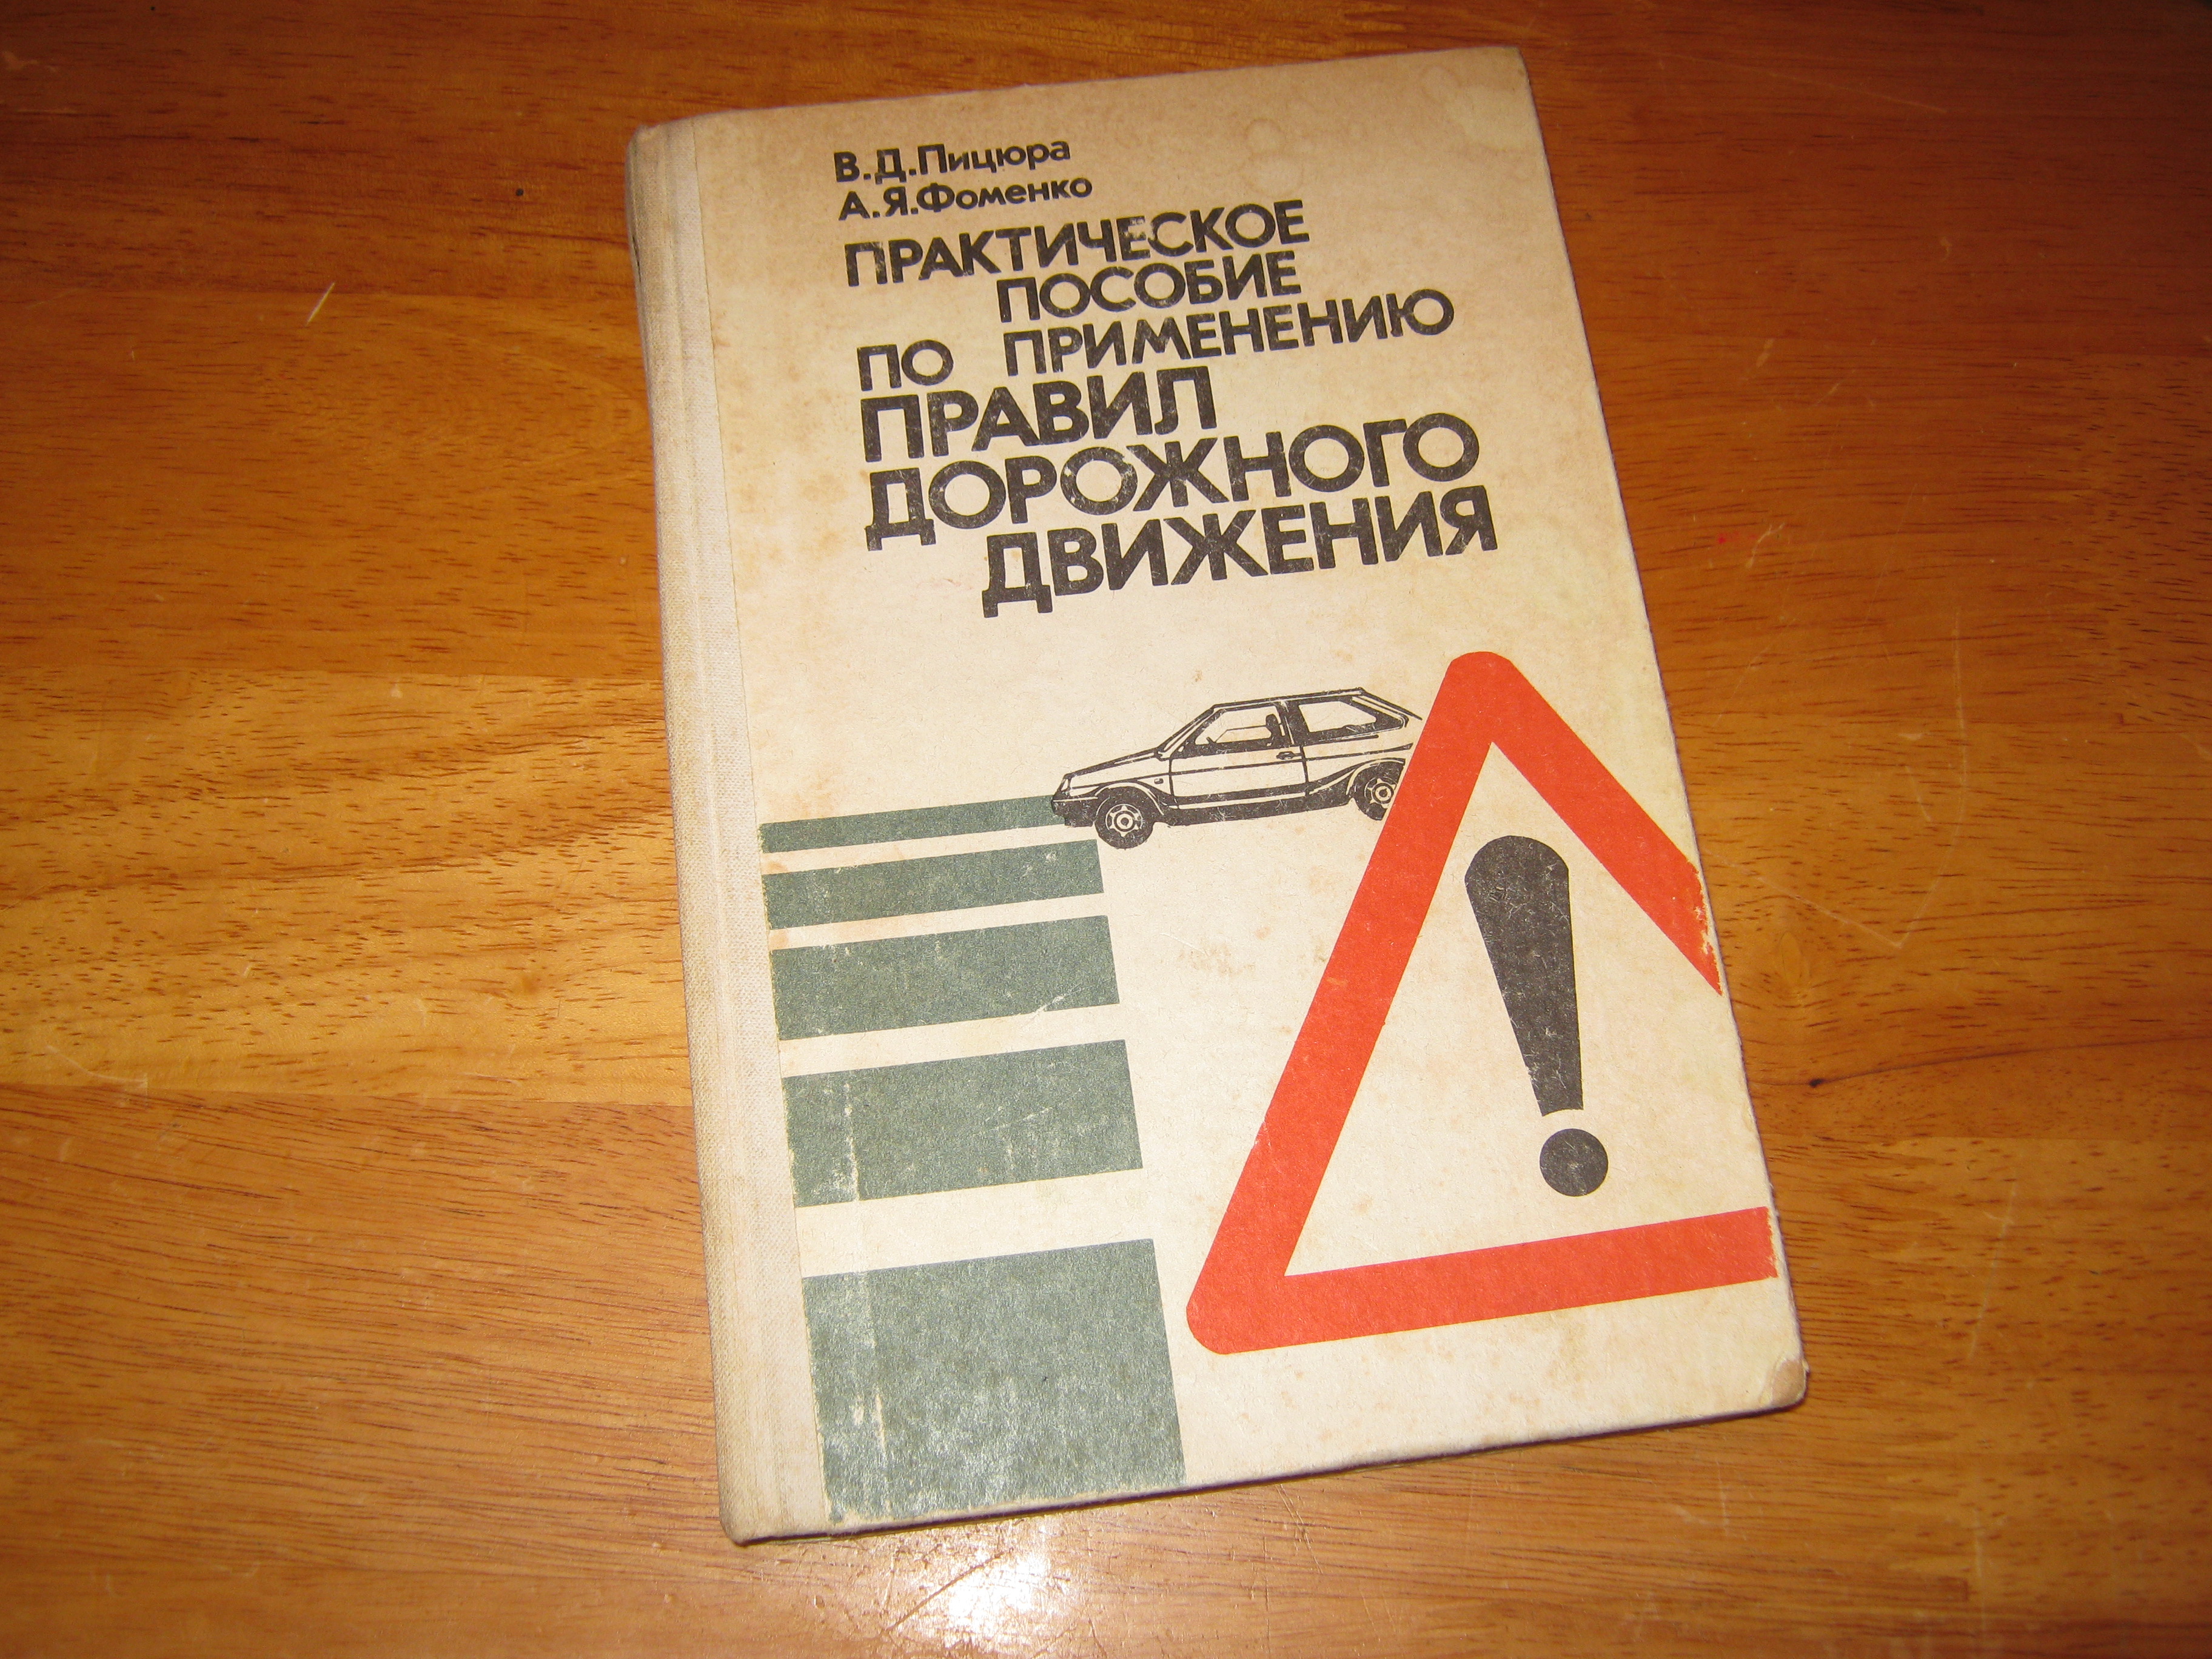 В.Д.Пицюра
А.Я.Фоменко
ПРАКТИЧЕСКОЕ
ПОСОБИЕ
ПО ПРИМЕНЕНИЮ
ПРАВИЛ
ДОРОЖНОГО
ДВИЖЕНИЯ
!